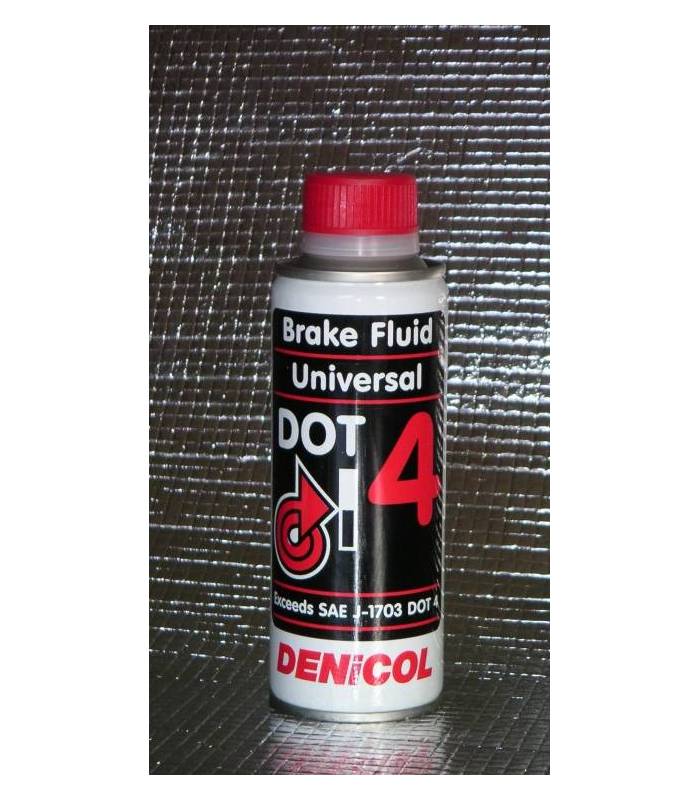 Brake Fluid
Universal
DOT 4
Exceeds SAE J-1703 DOT 4
DENiCOL